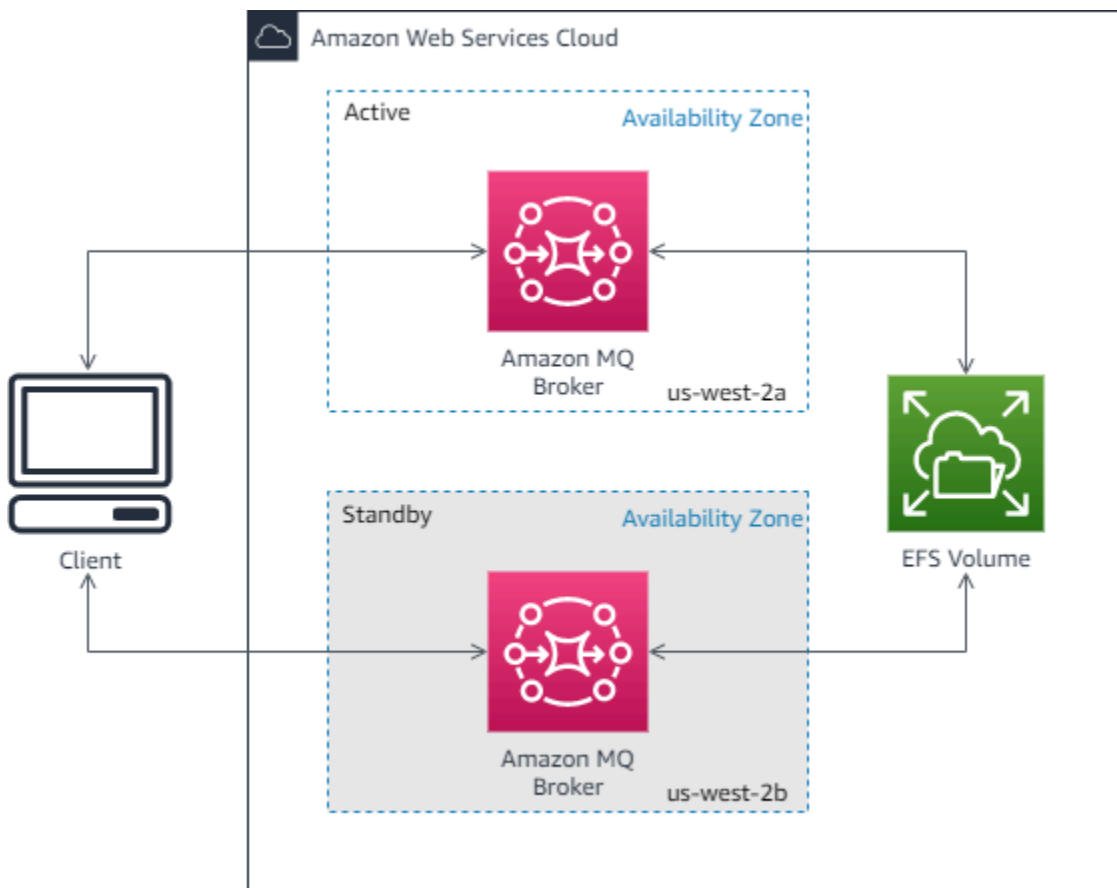 Amazon Web Services Cloud
Active
Availability Zone
Amazon MQ
Broker
us-west-2a
Client
EFS Volume
Standby
Availability Zone
Amazon MQ
Broker
us-west-2b